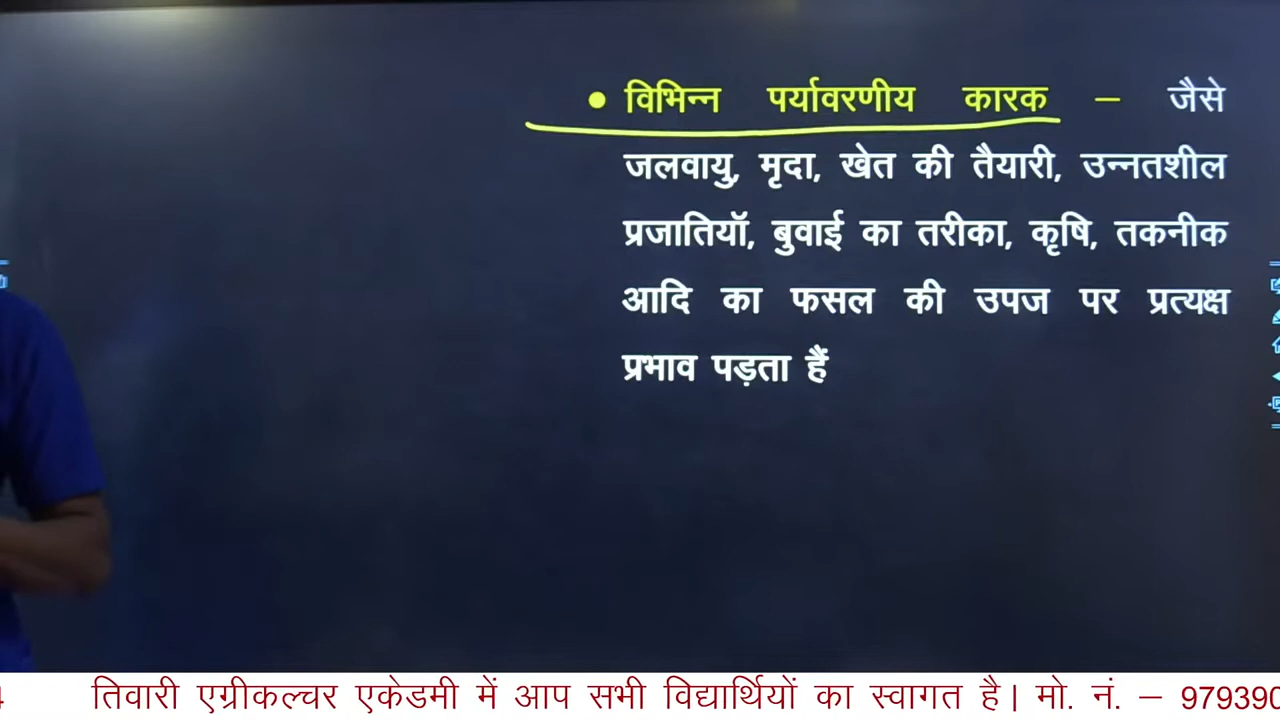 • विभिन्न पर्यावरणीय कारक – जैसे
जलवायु, मृदा, खेत की तैयारी, उन्नतशील
प्रजातियॉ, बुवाई का तरीका, कृषि, तकनीक
आदि का फसल की उपज पर प्रत्यक्ष
प्रभाव पड़ता हैं
तिवारी एग्रीकल्चर एकेडमी में आप सभी विद्यार्थियों का स्वागत है| मो. नं. – 979390